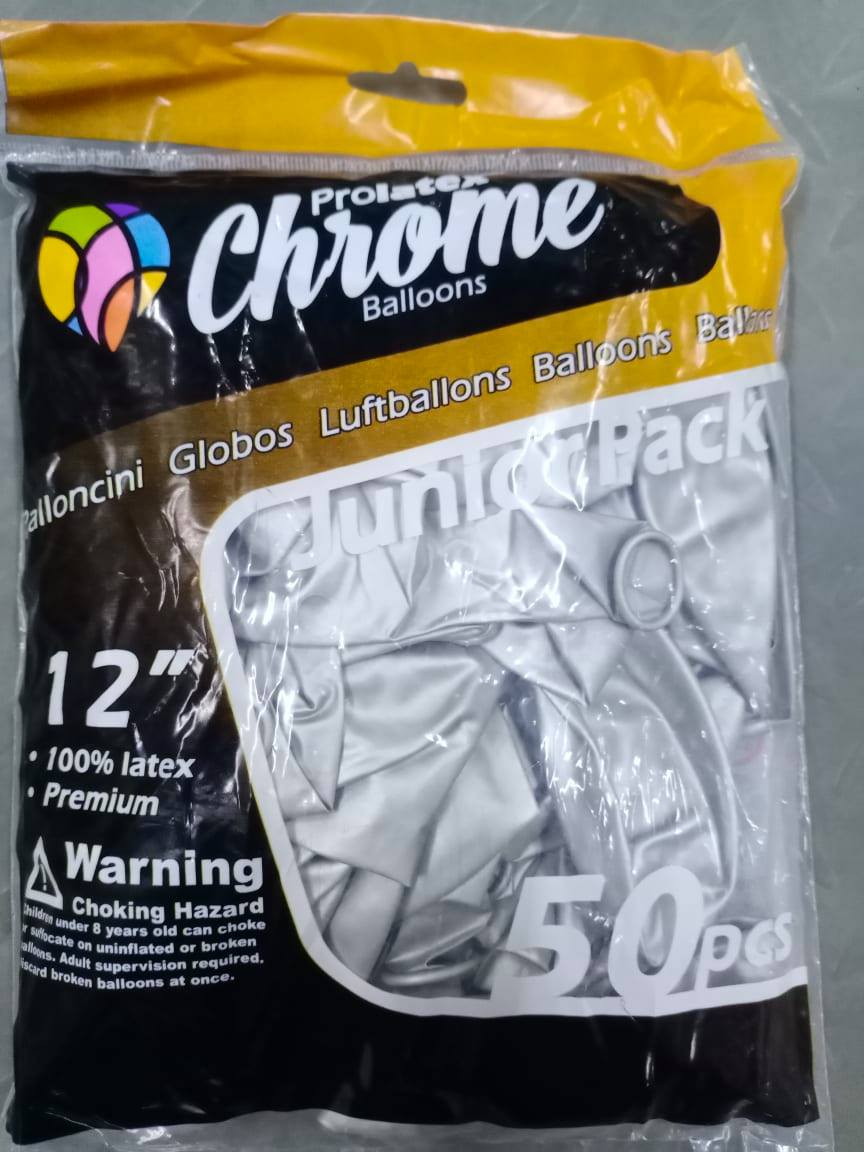 Prolatex
Chrome
Balloons
Balloncini Globos Luftballons Balloons Ballons
Junior Pack
12"
• 100% latex
• Premium
Warning
Choking Hazard
Children under 8 years old can choke
or suffocate on uninflated or broken
balloons. Adult supervision required.
Discard broken balloons at once.
50pcs